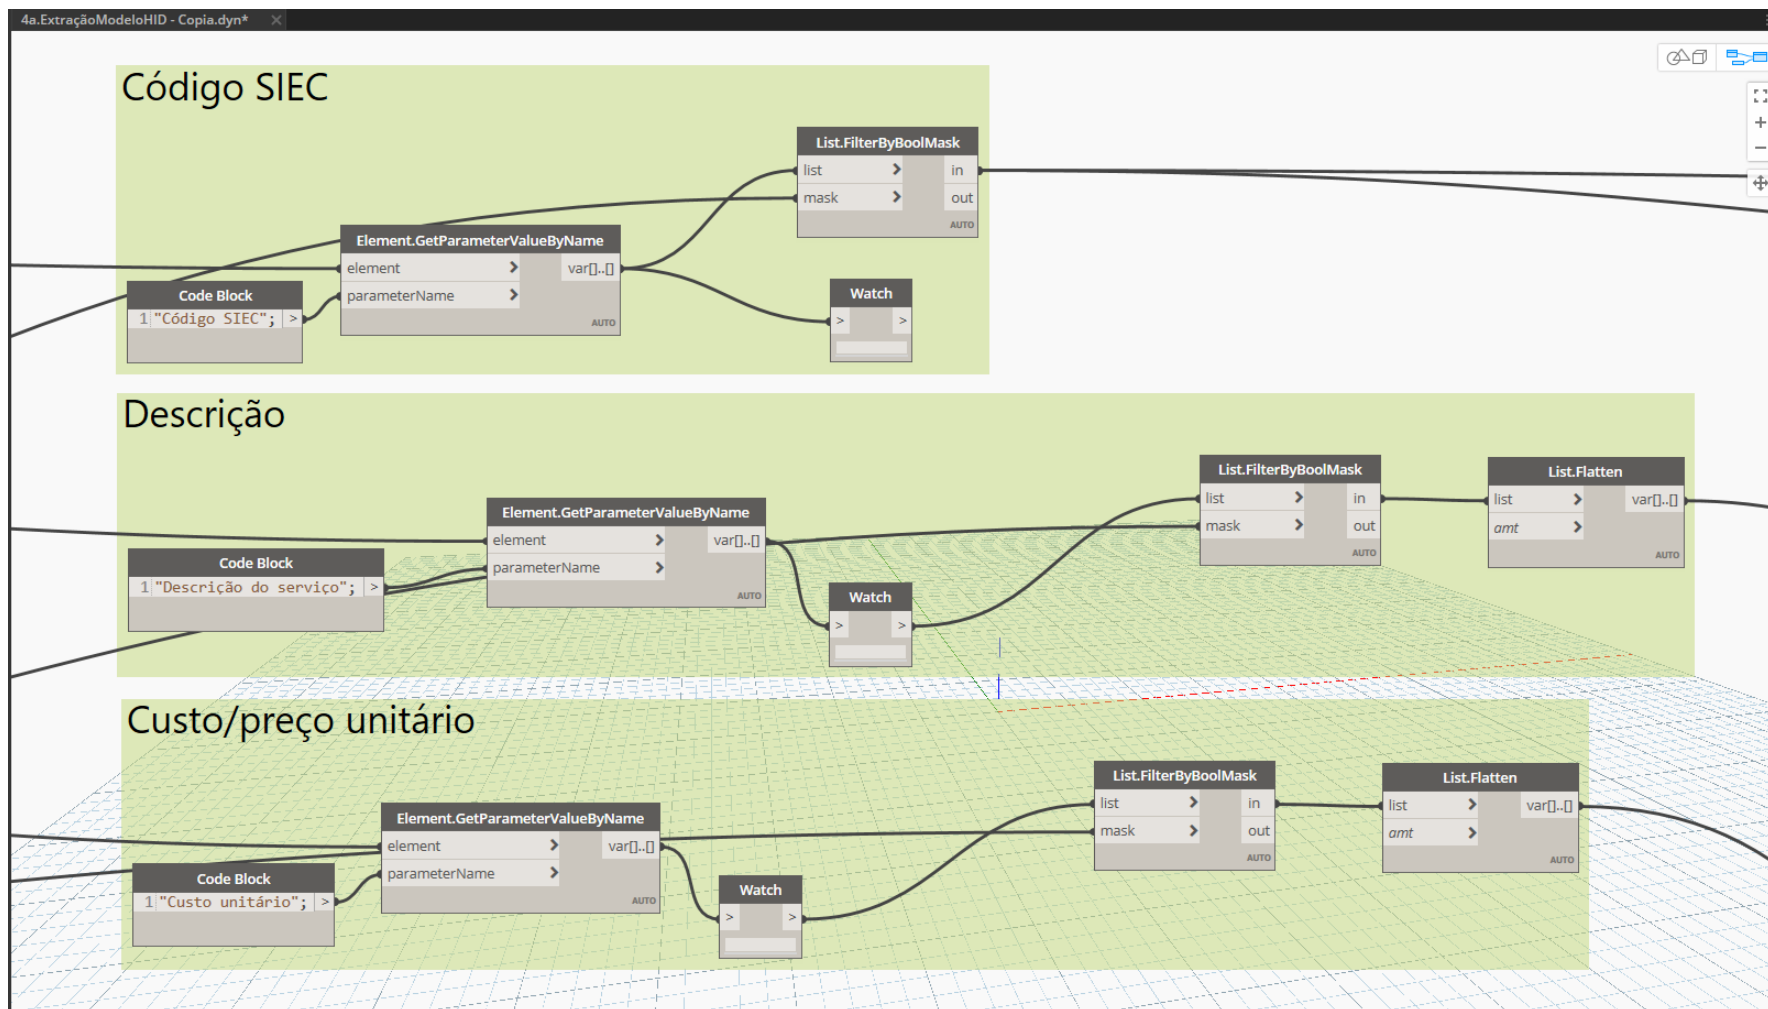 4a.ExtraçãoModeloHID - Copia.dyn*
Código SIEC
List.FilterByBoolMask
list > in
mask > out
AUTO
Element.GetParameterValueByName
element > var[]..[]
parameterName >
AUTO
Code Block
1 "Código SIEC"; >
Watch
> >
Descrição
List.FilterByBoolMask
list > in
mask > out
AUTO
List.Flatten
list > var[]..[]
amt >
AUTO
Element.GetParameterValueByName
element > var[]..[]
parameterName >
AUTO
Code Block
1 "Descrição do serviço"; >
Watch
> >
Custo/preço unitário
List.FilterByBoolMask
list > in
mask > out
AUTO
List.Flatten
list > var[]..[]
amt >
AUTO
Element.GetParameterValueByName
element > var[]..[]
parameterName >
AUTO
Code Block
1 "Custo unitário"; >
Watch
> >